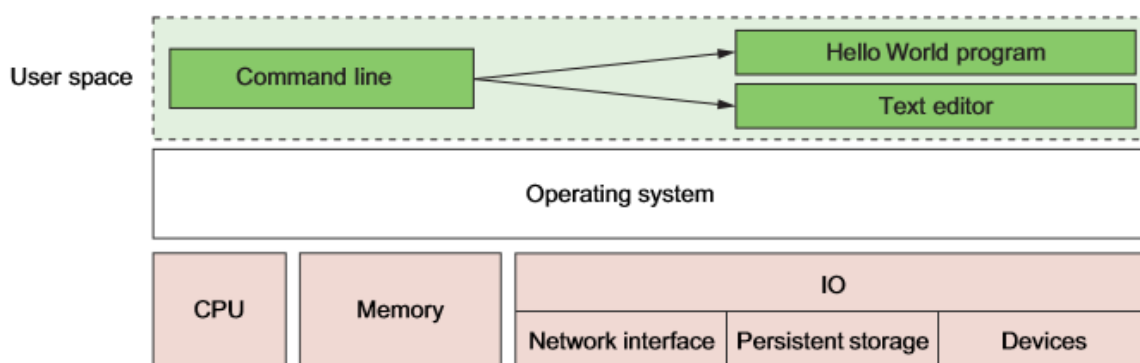 Hello World program
User space
Command line
Text editor
Operating system
CPU
Memory
IO
Network interface
Persistent storage
Devices